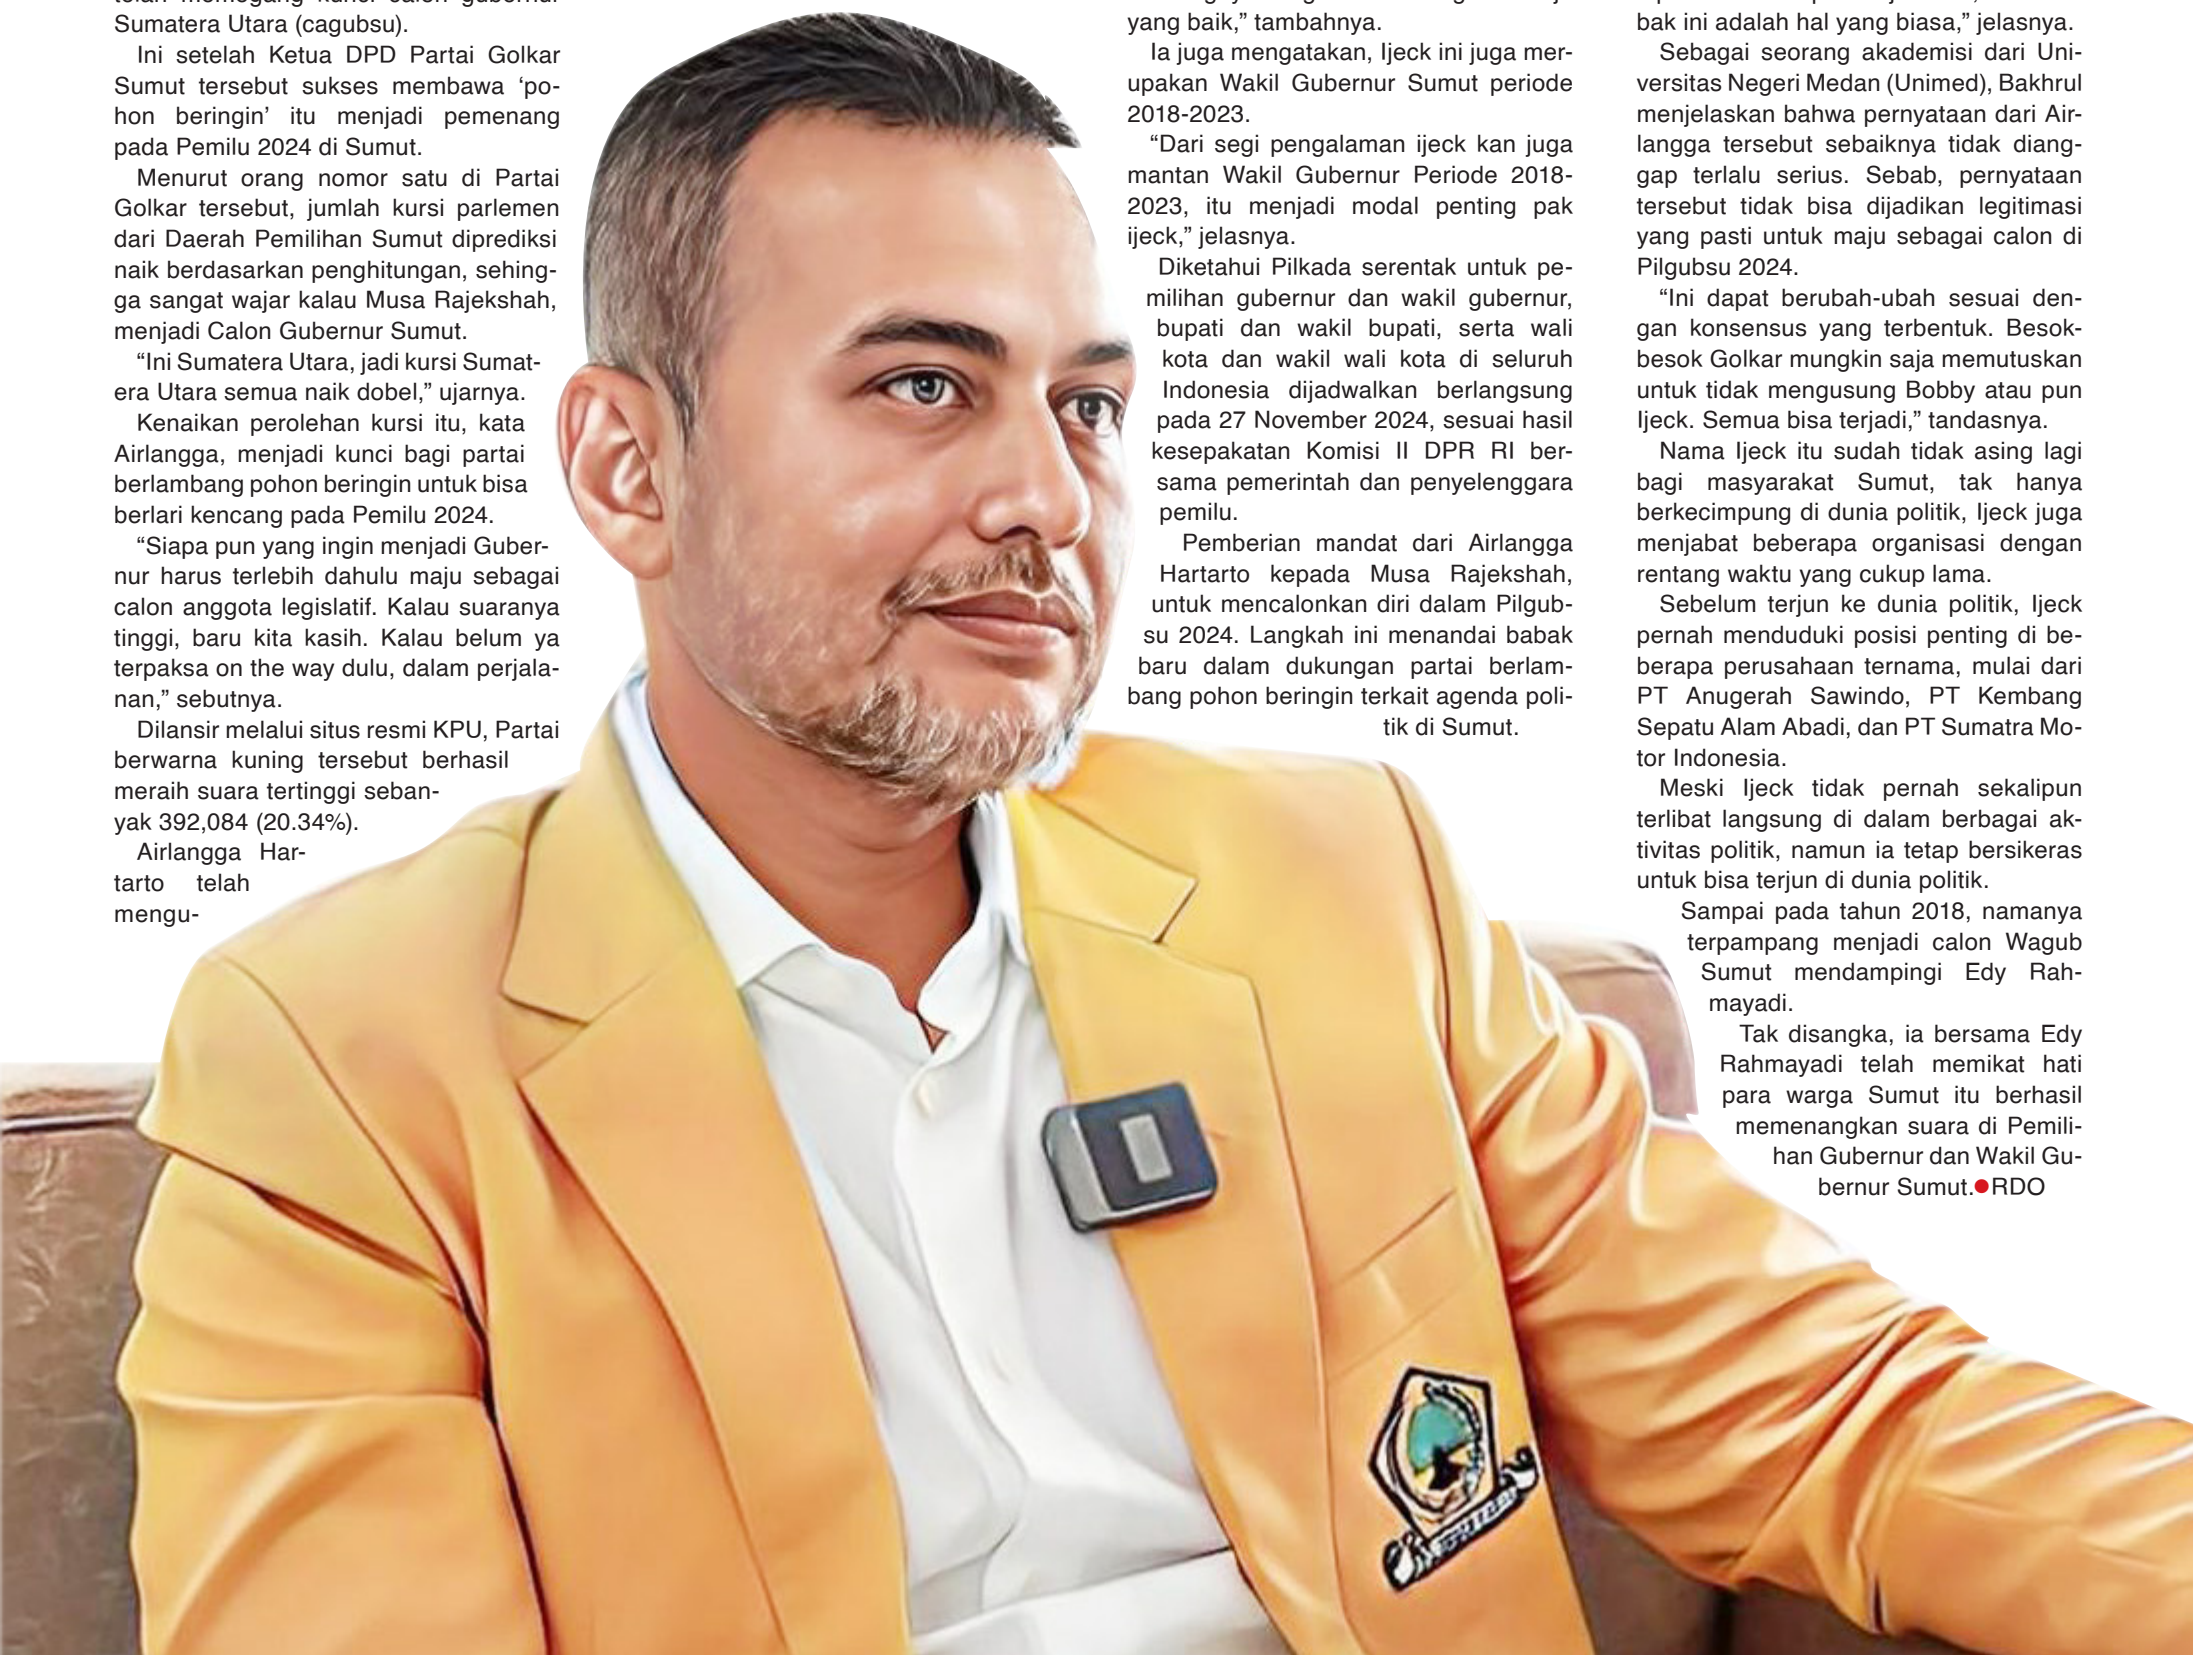 Sumatera Utara (cagubsu).
Ini setelah Ketua DPD Partai Golkar
Sumut tersebut sukses membawa ‘po-
hon beringin’ itu menjadi pemenang
pada Pemilu 2024 di Sumut.
Menurut orang nomor satu di Partai
Golkar tersebut, jumlah kursi parlemen
dari Daerah Pemilihan Sumut diprediksi
naik berdasarkan penghitungan, sehing-
ga sangat wajar kalau Musa Rajekshah,
menjadi Calon Gubernur Sumut.
“Ini Sumatera Utara, jadi kursi Sumat-
era Utara semua naik dobel,” ujarnya.
Kenaikan perolehan kursi itu, kata
Airlangga, menjadi kunci bagi partai
berlambang pohon beringin untuk bisa
berlari kencang pada Pemilu 2024.
“Siapa pun yang ingin menjadi Guber-
nur harus terlebih dahulu maju sebagai
calon anggota legislatif. Kalau suaranya
tinggi, baru kita kasih. Kalau belum ya
terpaksa on the way dulu, dalam perjala-
nan,” sebutnya.
Dilansir melalui situs resmi KPU, Partai
berwarna kuning tersebut berhasil
meraih suara tertinggi seban-
yak 392,084 (20.34%).
Airlangga Har-
tarto telah
mengu-
yang baik,” tambahnya.
Ia juga mengatakan, Ijeck ini juga mer-
upakan Wakil Gubernur Sumut periode
2018-2023.
“Dari segi pengalaman ijeck kan juga
mantan Wakil Gubernur Periode 2018-
2023, itu menjadi modal penting pak
ijeck,” jelasnya.
Diketahui Pilkada serentak untuk pe-
milihan gubernur dan wakil gubernur,
bupati dan wakil bupati, serta wali
kota dan wakil wali kota di seluruh
Indonesia dijadwalkan berlangsung
pada 27 November 2024, sesuai hasil
kesepakatan Komisi II DPR RI ber-
sama pemerintah dan penyelenggara
pemilu.
Pemberian mandat dari Airlangga
Hartarto kepada Musa Rajekshah,
untuk mencalonkan diri dalam Pilgub-
su 2024. Langkah ini menandai babak
baru dalam dukungan partai berlam-
bang pohon beringin terkait agenda poli-
tik di Sumut.
bak ini adalah hal yang biasa,” jelasnya.
Sebagai seorang akademisi dari Uni-
versitas Negeri Medan (Unimed), Bakhrul
menjelaskan bahwa pernyataan dari Air-
langga tersebut sebaiknya tidak diang-
gap terlalu serius. Sebab, pernyataan
tersebut tidak bisa dijadikan legitimasi
yang pasti untuk maju sebagai calon di
Pilgubsu 2024.
“Ini dapat berubah-ubah sesuai den-
gan konsensus yang terbentuk. Besok-
besok Golkar mungkin saja memutuskan
untuk tidak mengusung Bobby atau pun
Ijeck. Semua bisa terjadi,” tandasnya.
Nama Ijeck itu sudah tidak asing lagi
bagi masyarakat Sumut, tak hanya
berkecimpung di dunia politik, Ijeck juga
menjabat beberapa organisasi dengan
rentang waktu yang cukup lama.
Sebelum terjun ke dunia politik, Ijeck
pernah menduduki posisi penting di be-
berapa perusahaan ternama, mulai dari
PT Anugerah Sawindo, PT Kembang
Sepatu Alam Abadi, dan PT Sumatra Mo-
tor Indonesia.
Meski Ijeck tidak pernah sekalipun
terlibat langsung di dalam berbagai ak-
tivitas politik, namun ia tetap bersikeras
untuk bisa terjun di dunia politik.
Sampai pada tahun 2018, namanya
terpampang menjadi calon Wagub
Sumut mendampingi Edy Rah-
mayadi.
Tak disangka, ia bersama Edy
Rahmayadi telah memikat hati
para warga Sumut itu berhasil
memenangkan suara di Pemili-
han Gubernur dan Wakil Gu-
bernur Sumut.●RDO